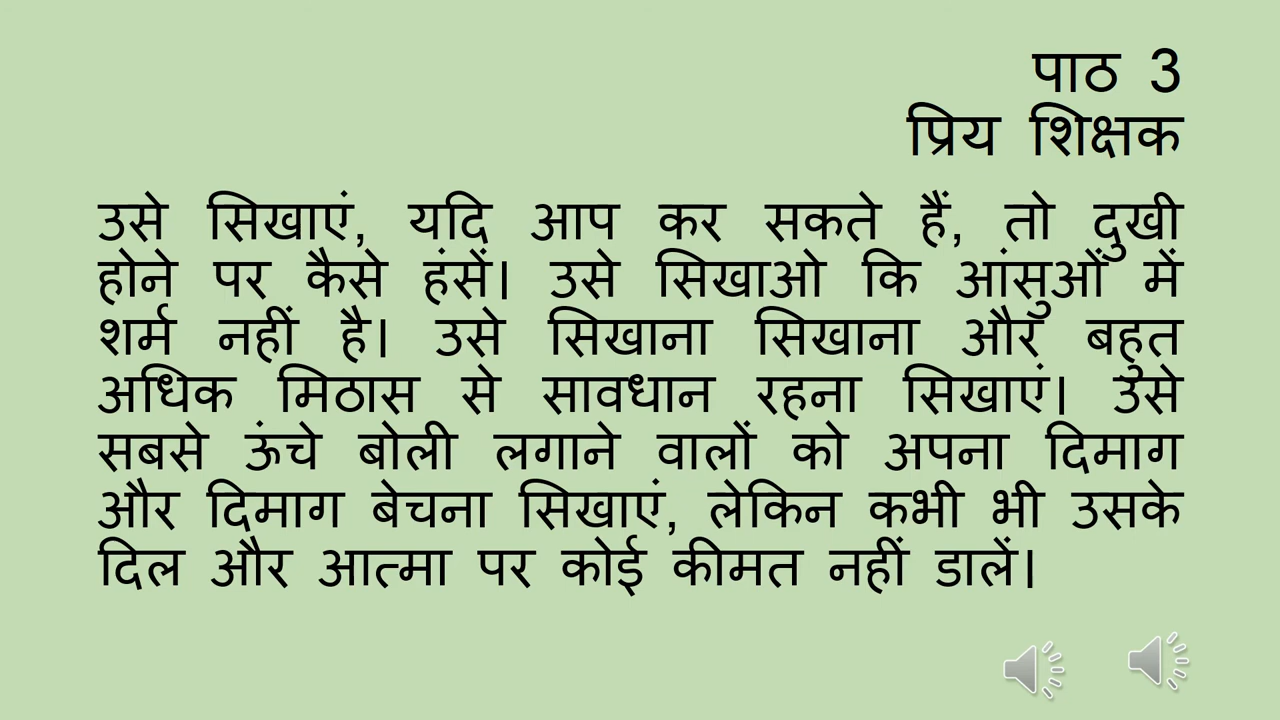 पाठ 3
प्रिय शिक्षक
उसे सिखाएं, यदि आप कर सकते हैं, तो दुखी
होने पर कैसे हंसें। उसे सिखाओ कि आंसुओं में
शर्म नहीं है। उसे सिखाना सिखाना और बहुत
अधिक मिठास से सावधान रहना सिखाएं। उसे
सबसे ऊंचे बोली लगाने वालों को अपना दिमाग
और दिमाग बेचना सिखाएं, लेकिन कभी भी उसके
दिल और आत्मा पर कोई कीमत नहीं डालें।